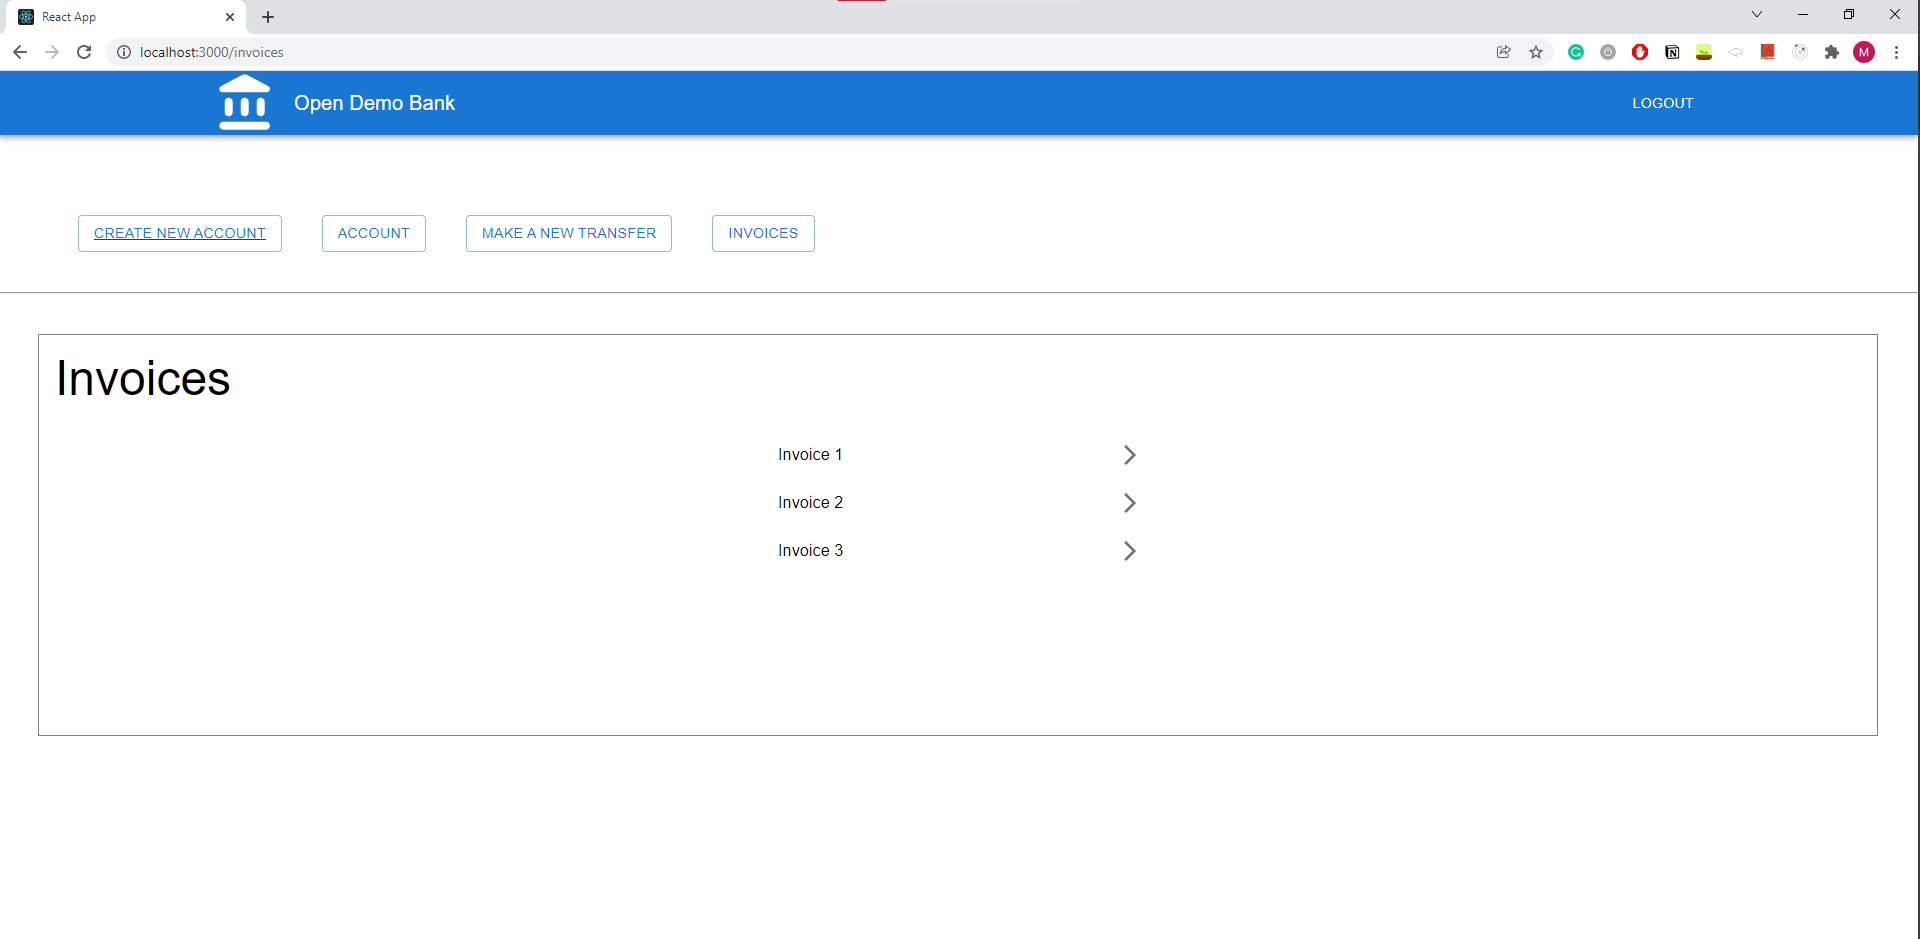 React App
localhost:3000/invoices
M
Open Demo Bank
LOGOUT
CREATE NEW ACCOUNT
ACCOUNT
MAKE A NEW TRANSFER
INVOICES
Invoices
Invoice 1
Invoice 2
Invoice 3